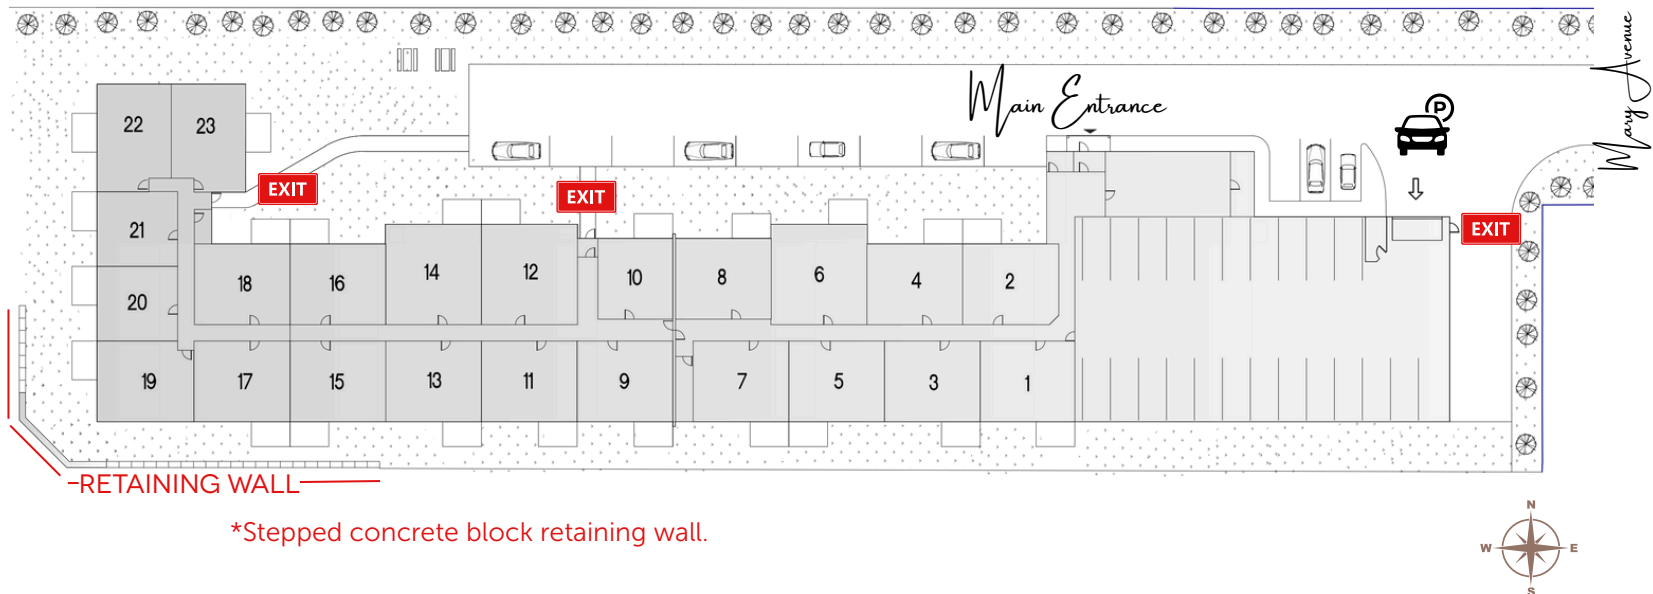 Mary Avenue
Main Entrance
P
22
23
EXIT
EXIT
EXIT
21
20
18
16
14
12
10
8
6
4
2
19
17
15
13
11
9
7
5
3
1
RETAINING WALL
*Stepped concrete block retaining wall.
N
W
E
S